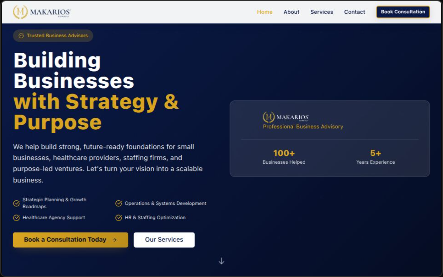 MAKARIOS
Home About Services Contact Book Consultation
Trusted Business Advisors
Building
Businesses
with Strategy &
Purpose
We help build strong, future-ready foundations for small
businesses, healthcare providers, staffing firms, and
purpose-led ventures. Let's turn your vision into a scalable
business.
Strategic Planning & Growth
Roadmaps
Operations & Systems Development
Healthcare Agency Support
HR & Staffing Optimization
Book a Consultation Today
Our Services
MAKARIOS
Professional Business Advisory
100+
Businesses Helped
5+
Years Experience